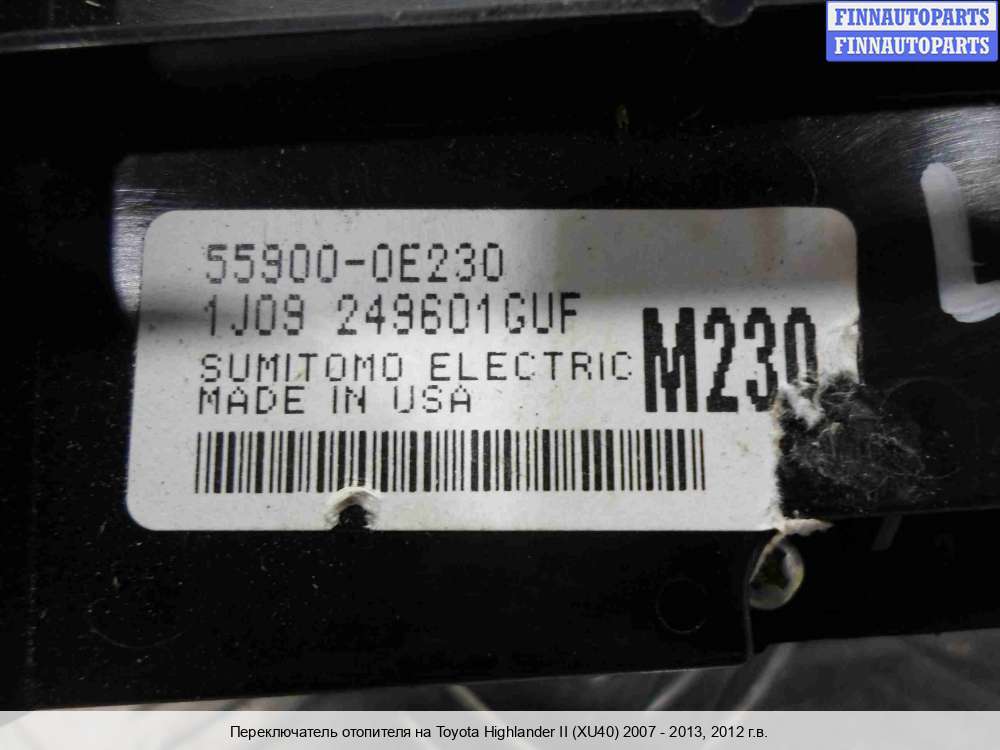 FINNAUTOPARTS
FINNAUTOPARTS
55900-0E230
1J09 249601GUF
SUMITOMO ELECTRIC
MADE IN USA
M230
L
Переключатель отопителя на Toyota Highlander II (XU40) 2007 - 2013, 2012 г.в.